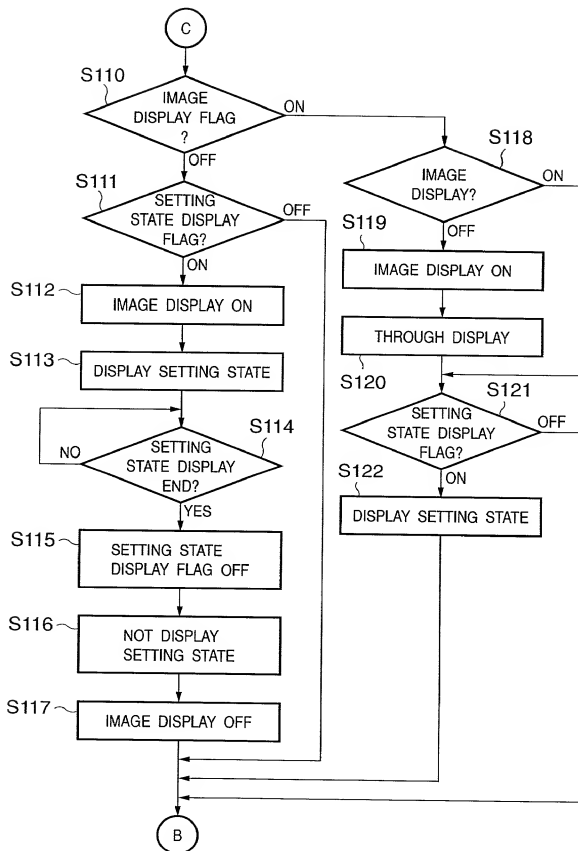 C
S110
IMAGE
DISPLAY FLAG
?
ON
OFF
S111
SETTING
STATE DISPLAY
FLAG?
OFF
ON
S112
IMAGE DISPLAY ON
S113
DISPLAY SETTING STATE
S114
SETTING
STATE DISPLAY
END?
NO
YES
S115
SETTING STATE
DISPLAY FLAG OFF
S116
NOT DISPLAY
SETTING STATE
S117
IMAGE DISPLAY OFF
B
S118
IMAGE
DISPLAY?
ON
OFF
S119
IMAGE DISPLAY ON
THROUGH DISPLAY
S120
S121
SETTING
STATE DISPLAY
FLAG?
OFF
ON
S122
DISPLAY SETTING STATE